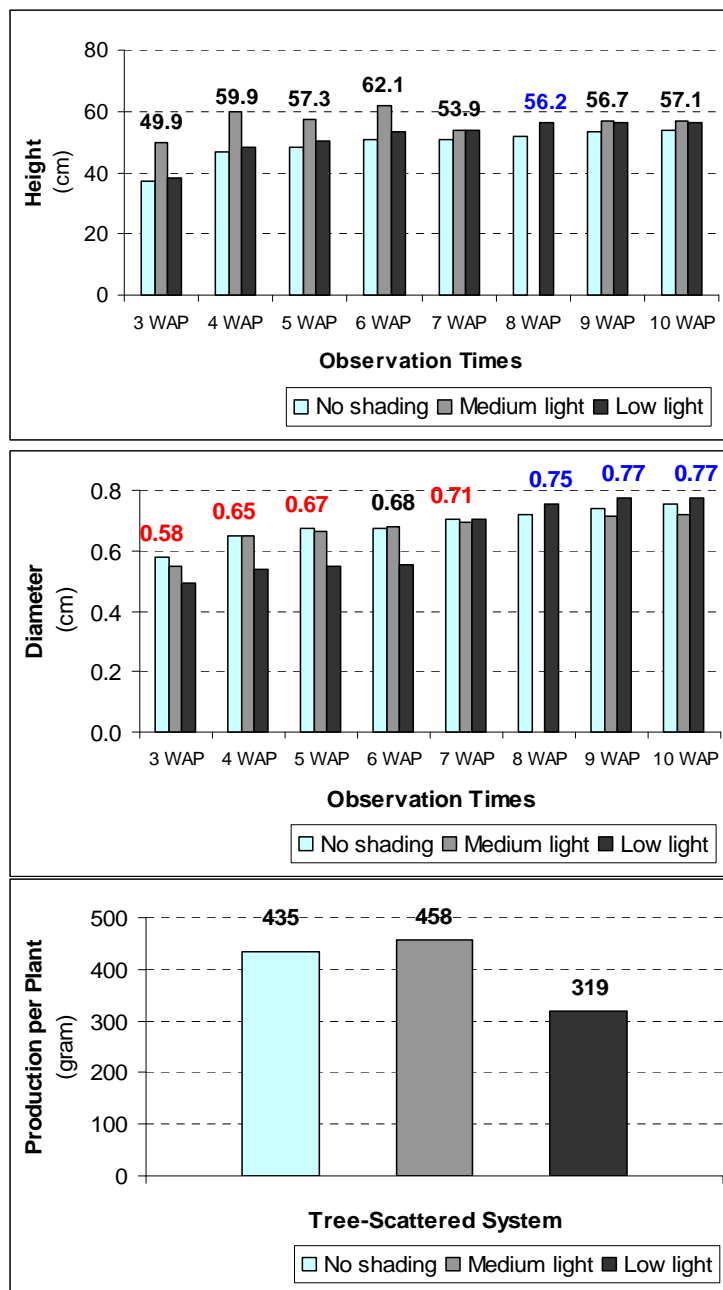 80
60
40
20
0
Height
(cm)
49.9
59.9
57.3
62.1
53.9
56.2
56.7
57.1
3 WAP 4 WAP 5 WAP 6 WAP 7 WAP 8 WAP 9 WAP 10 WAP
Observation Times
No shading Medium light Low light
0.8
0.6
0.4
0.2
0.0
Diameter
(cm)
0.58
0.65
0.67
0.68
0.71
0.75
0.77
0.77
3 WAP 4 WAP 5 WAP 6 WAP 7 WAP 8 WAP 9 WAP 10 WAP
Observation Times
No shading Medium light Low light
500
400
300
200
100
0
Production per Plant
(gram)
435
458
319
Tree-Scattered System
No shading Medium light Low light